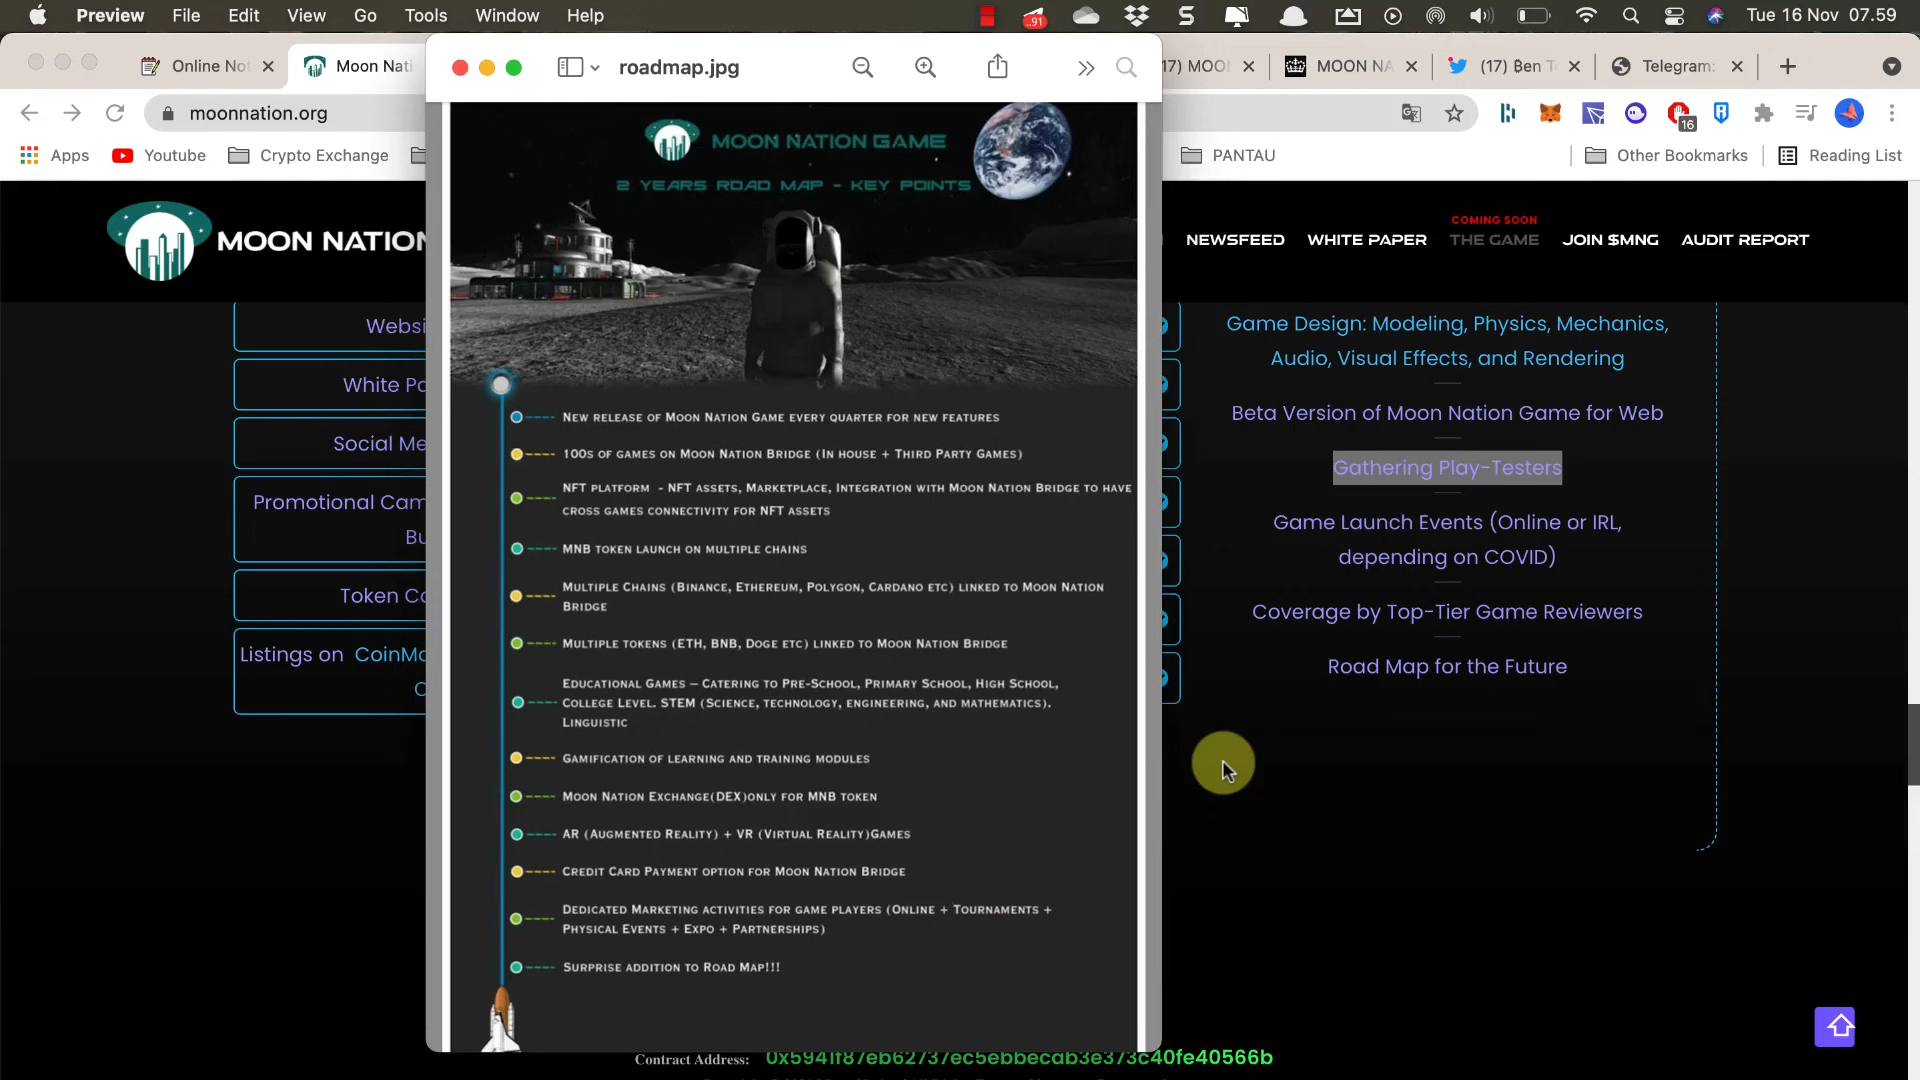 Preview File Edit View Go Tools Window Help
..91
Tue 16 Nov 07.59
Online Not
Moon Nati
17) MOON
MOON NA
(17) Ben T
Telegram:
roadmap.jpg
moonnation.org
16
Apps
Youtube
Crypto Exchange
PANTAU
Other Bookmarks
Reading List
MOON NATION
NEWSFEED
WHITE PAPER
COMING SOON
THE GAME
JOIN $MNG
AUDIT REPORT
Websi
White Pa
Social Me
Promotional Cam
Bu
Token Co
Listings on CoinMa
MOON NATION GAME
2 YEARS ROAD MAP - KEY POINTS
New release of Moon Nation Game every quarter for new features
100s of games on Moon Nation Bridge (In house + Third Party Games)
NFT platform - NFT assets, Marketplace, Integration with Moon Nation Bridge to have
cross games connectivity for NFT assets
MNB token launch on multiple chains
Multiple Chains (Binance, Ethereum, Polygon, Cardano etc) linked to Moon Nation
Bridge
Multiple tokens (ETH, BNB, Doge etc) linked to Moon Nation Bridge
Educational Games – Catering to Pre-School, Primary School, High School,
College Level. STEM (Science, technology, engineering, and mathematics).
Linguistic
Gamification of learning and training modules
Moon Nation Exchange(DEX)only for MNB token
AR (Augmented Reality) + VR (Virtual Reality)Games
Credit Card Payment option for Moon Nation Bridge
Dedicated Marketing activities for game players (Online + Tournaments +
Physical Events + Expo + Partnerships)
Surprise addition to Road Map!!!
Game Design: Modeling, Physics, Mechanics,
Audio, Visual Effects, and Rendering
Beta Version of Moon Nation Game for Web
Gathering Play-Testers
Game Launch Events (Online or IRL,
depending on COVID)
Coverage by Top-Tier Game Reviewers
Road Map for the Future
Contract Address: 0x5941f87eb62737ec5ebbecab3e373c40fe40566b